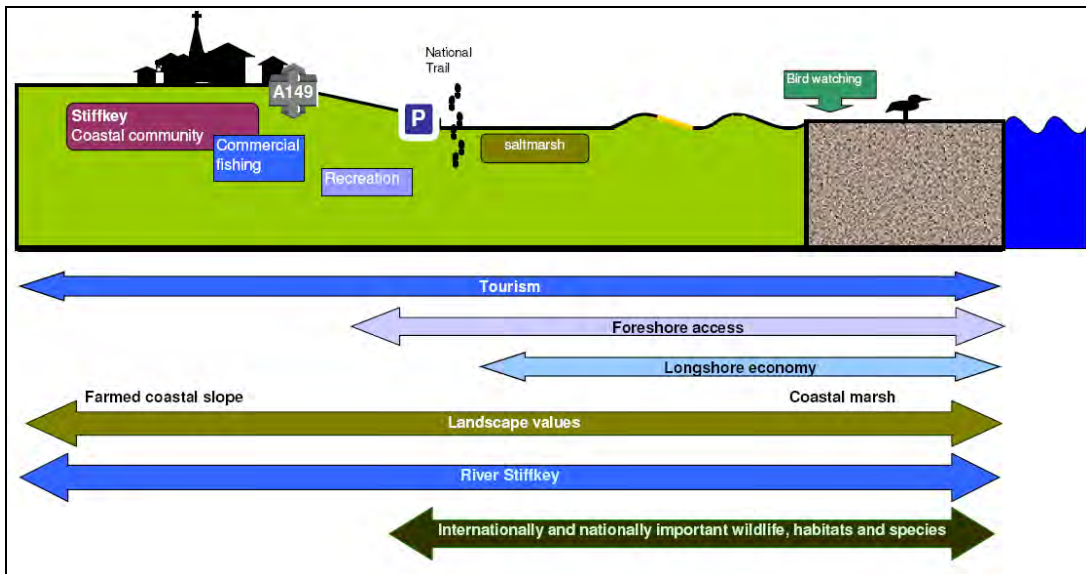 National
Trail
Bird watching
A149
P
Stiffkey
Coastal community
Commercial
fishing
saltmarsh
Recreation
Tourism
Foreshore access
Longshore economy
Farmed coastal slope
Coastal marsh
Landscape values
River Stiffkey
Internationally and nationally important wildlife, habitats and species